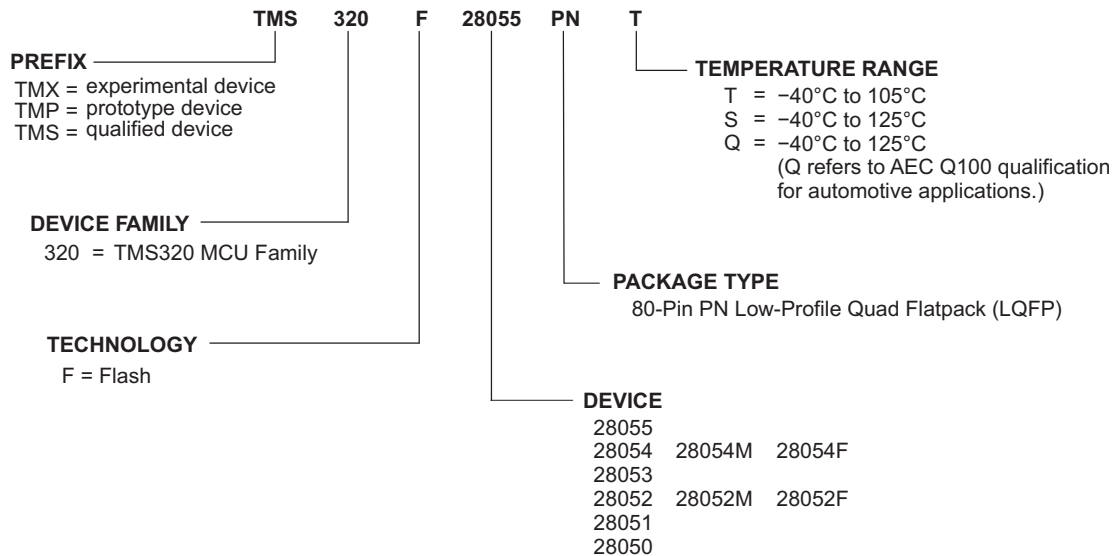 TMS 320 F 28055 PN T
PREFIX
TMX = experimental device
TMP = prototype device
TMS = qualified device
TEMPERATURE RANGE
T = −40°C to 105°C
S = −40°C to 125°C
Q = −40°C to 125°C
(Q refers to AEC Q100 qualification
for automotive applications.)
DEVICE FAMILY
320 = TMS320 MCU Family
PACKAGE TYPE
80-Pin PN Low-Profile Quad Flatpack (LQFP)
TECHNOLOGY
F = Flash
DEVICE
28055
28054 28054M 28054F
28053
28052 28052M 28052F
28051
28050